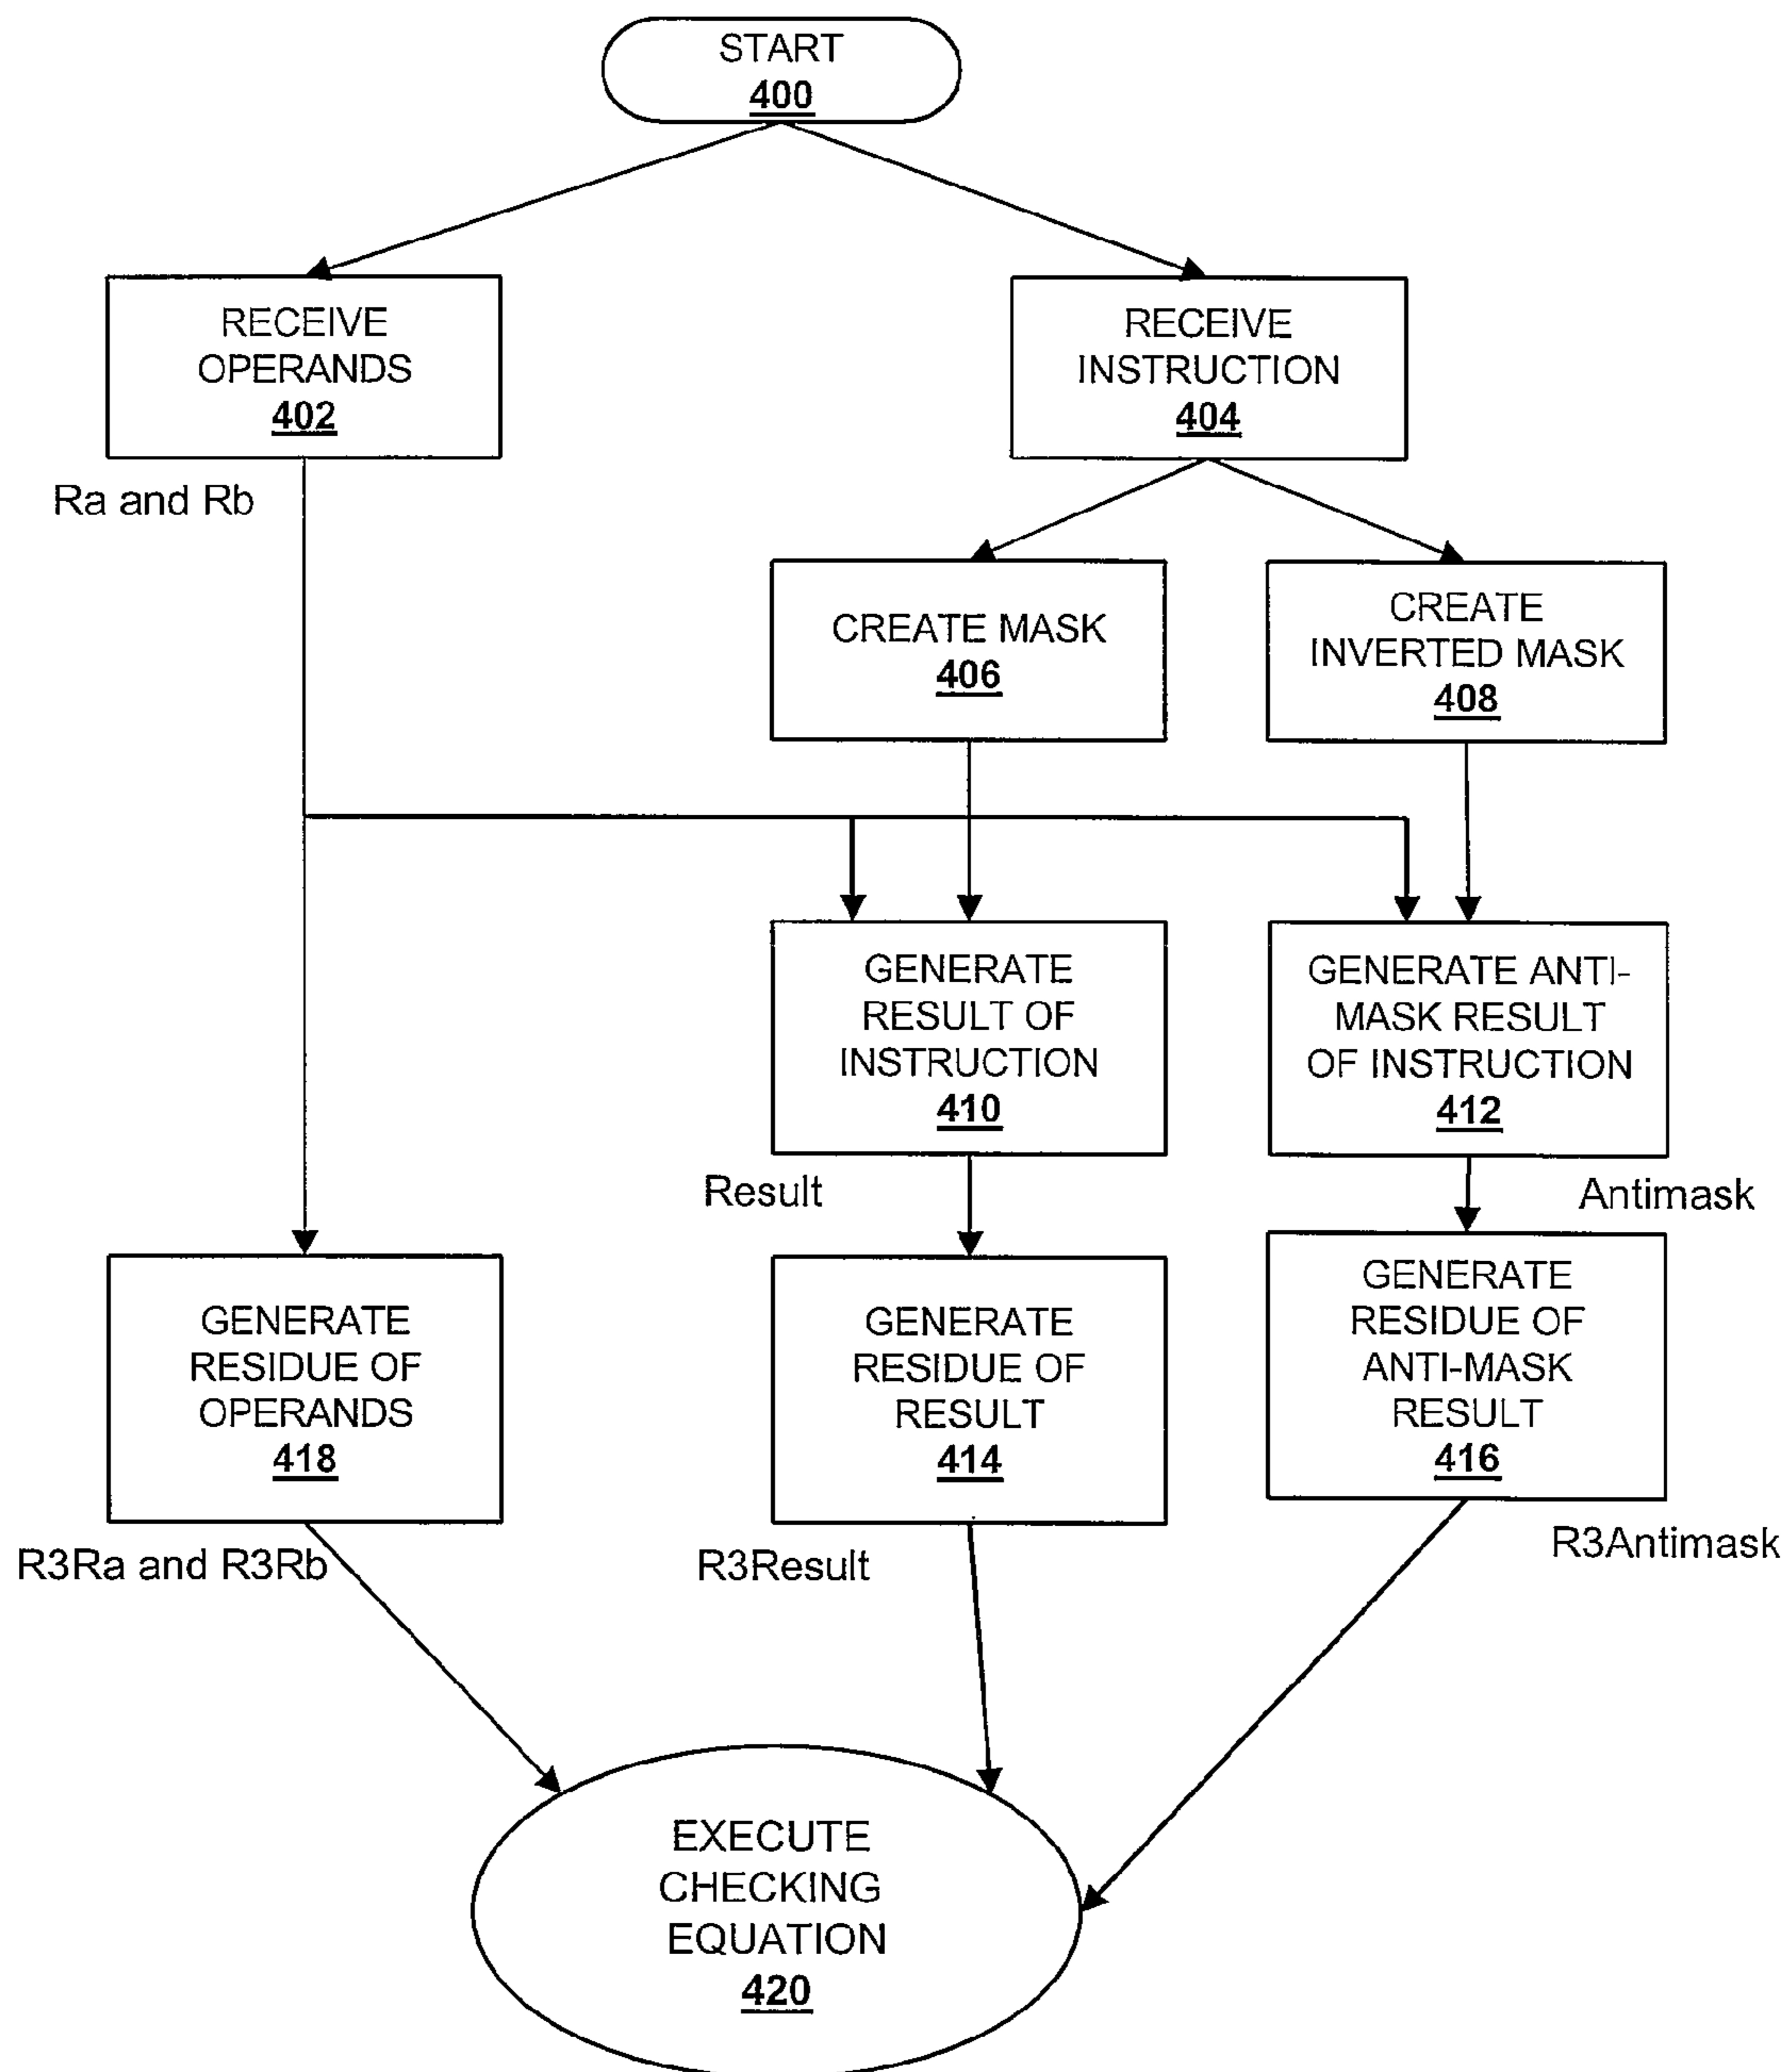 START
400
RECEIVE
OPERANDS
402
RECEIVE
INSTRUCTION
404
Ra and Rb
CREATE MASK
406
CREATE
INVERTED MASK
408
GENERATE
RESULT OF
INSTRUCTION
410
GENERATE ANTI-
MASK RESULT
OF INSTRUCTION
412
Result
Antimask
GENERATE
RESIDUE OF
OPERANDS
418
GENERATE
RESIDUE OF
RESULT
414
GENERATE
RESIDUE OF
ANTI-MASK
RESULT
416
R3Ra and R3Rb
R3Result
R3Antimask
EXECUTE
CHECKING
EQUATION
420